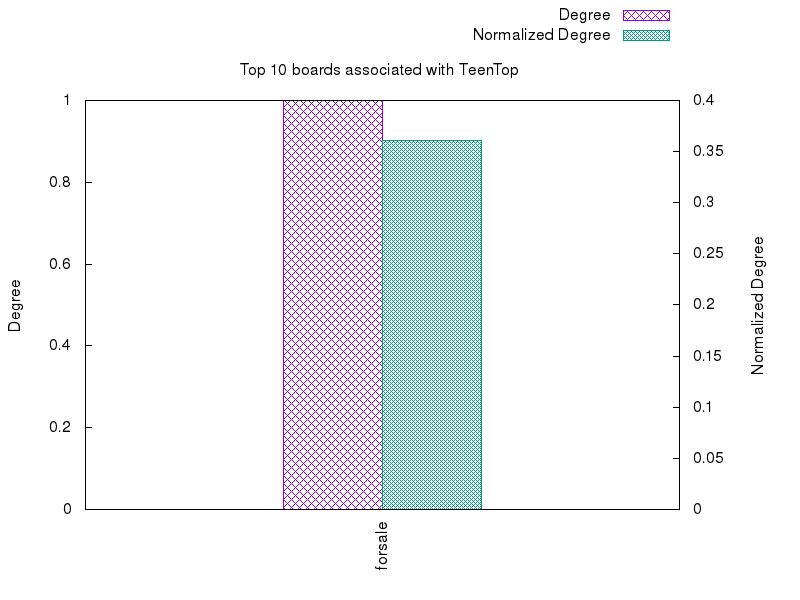 Degree
Normalized Degree
Top 10 boards associated with TeenTop
1
0.8
0.6
0.4
0.2
0
0.4
0.35
0.3
0.25
0.2
0.15
0.1
0.05
0
Degree
Normalized Degree
forsale